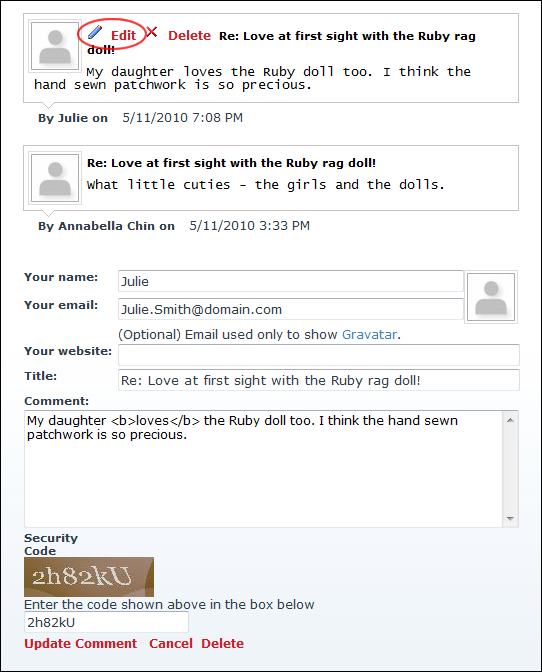 Edit Delete Re: Love at first sight with the Ruby rag
doll!
My daughter loves the Ruby doll too. I think the
hand sewn patchwork is so precious.
By Julie on 5/11/2010 7:08 PM
Re: Love at first sight with the Ruby rag doll!
What little cuties - the girls and the dolls.
By Annabella Chin on 5/11/2010 3:33 PM
Your name: Julie
Your email: Julie.Smith@domain.com
(Optional) Email used only to show Gravatar.
Your website:
Title: Re: Love at first sight with the Ruby rag doll!
Comment:
My daughter <b>loves</b> the Ruby doll too. I think the hand sewn
patchwork is so precious.
Security
Code
2h82kU
Enter the code shown above in the box below
2h82kU
Update Comment Cancel Delete